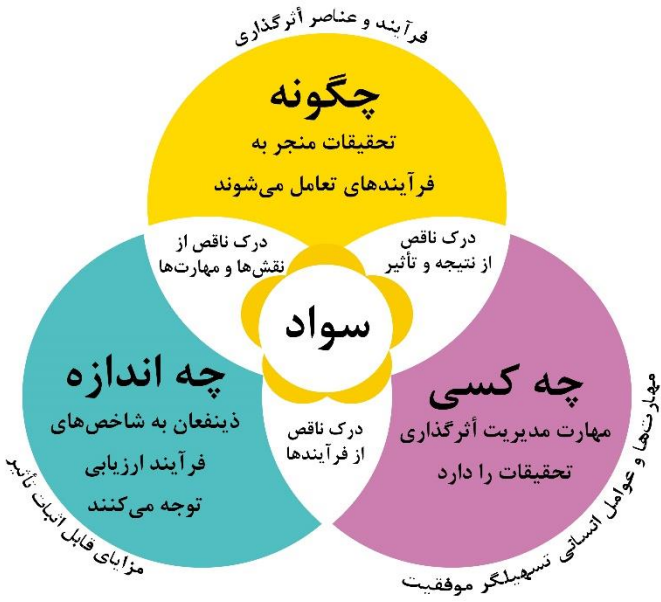 فرآیند و عناصر أثرگذاری
چگونه
تحقیقات منجر به
فرآیندهای تعامل می‌شوند
درک ناقص از
نقش‌ها و مهارت‌ها
درک ناقص
از نتیجه و تأثیر
سواد
چه کسی
مهارت مدیریت أثرگذاری
تحقیقات را دارد
چه اندازه
ذینفعان به شاخص‌های
فرآیند ارزیابی
توجه می‌کنند
درک ناقص
از فرآیندها
مهارت‌ها و عوامل انسانی تسهیلگر موفقیت
مزایای قابل اثبات تأثیر